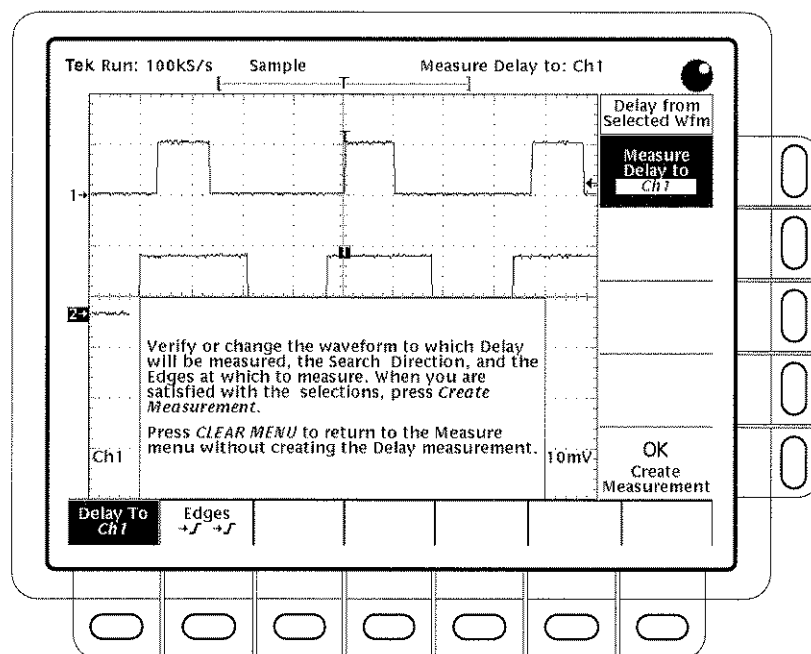 Tek Run: 100kS/s Sample Measure Delay to: Ch1
[ T ]
Delay from
Selected Wfm
Measure
Delay to
Ch1
T
1→
1
2→
Verify or change the waveform to which Delay
will be measured, the Search Direction, and the
Edges at which to measure. When you are
satisfied with the selections, press Create
Measurement.
Press CLEAR MENU to return to the Measure
menu without creating the Delay measurement.
Ch1
10mV
OK
Create
Measurement
Delay To
Ch1
Edges